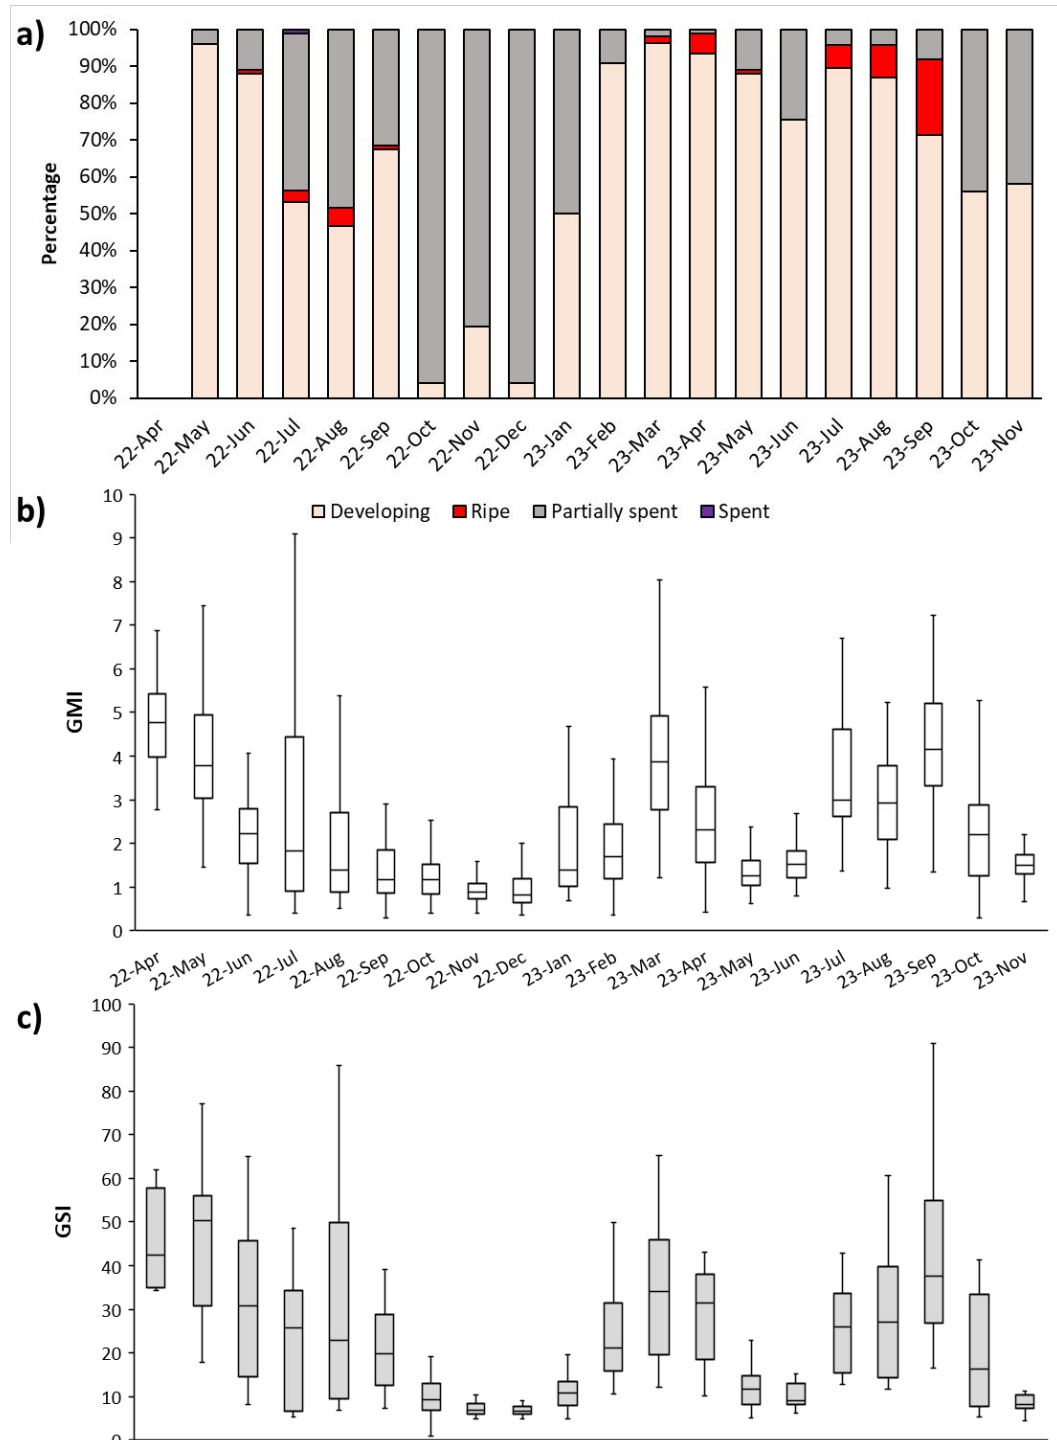 a)
100%
90%
80%
70%
60%
50%
40%
30%
20%
10%
0%
Percentage
22-Apr
22-May
22-Jun
22-Jul
22-Aug
22-Sep
22-Oct
22-Nov
22-Dec
23-Jan
23-Feb
23-Mar
23-Apr
23-May
23-Jun
23-Jul
23-Aug
23-Sep
23-Oct
23-Nov
b)
Developing Ripe Partially spent Spent
10
9
8
7
6
5
4
3
2
1
0
GMI
22-Apr
22-May
22-Jun
22-Jul
22-Aug
22-Sep
22-Oct
22-Nov
22-Dec
23-Jan
23-Feb
23-Mar
23-Apr
23-May
23-Jun
23-Jul
23-Aug
23-Sep
23-Oct
23-Nov
c)
100
90
80
70
60
50
40
30
20
10
0
GSI